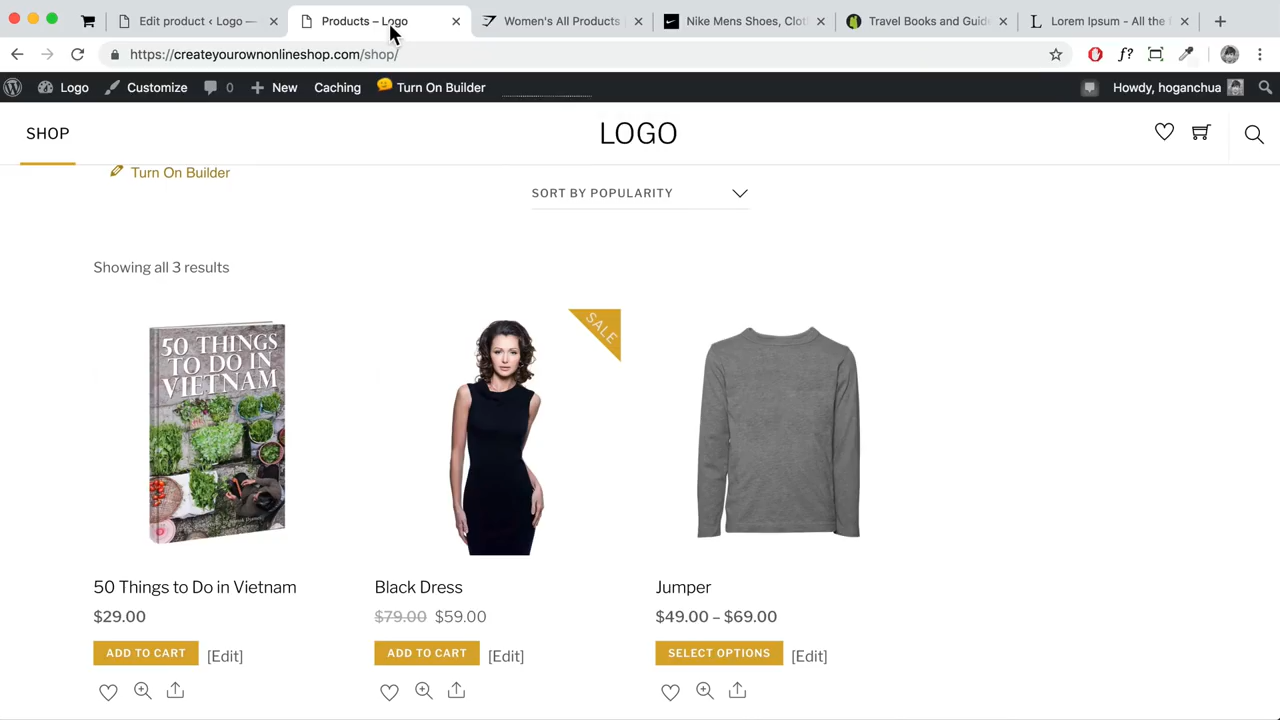 Edit product ‹ Logo —
Products – Logo
Women's All Products |
Nike Mens Shoes, Clot
Travel Books and Guide
Lorem Ipsum - All the f
https://createyourownonlineshop.com/shop/
f?
Logo
Customize
0
New
Caching
Turn On Builder
Howdy, hoganchua
SHOP
LOGO
Turn On Builder
SORT BY POPULARITY
Showing all 3 results
50 THINGS
TO DO IN
VIETNAM
SALE
50 Things to Do in Vietnam
Black Dress
Jumper
$29.00
$79.00 $59.00
$49.00 – $69.00
ADD TO CART [Edit]
ADD TO CART [Edit]
SELECT OPTIONS [Edit]